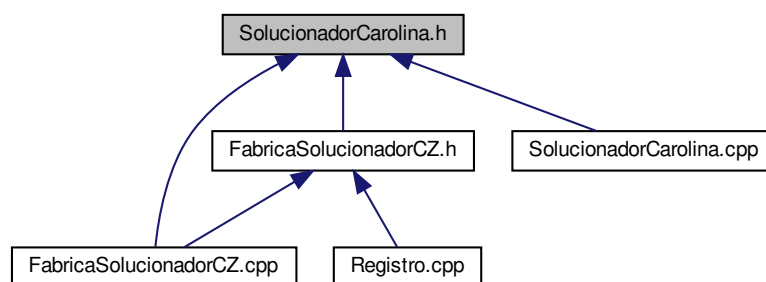 SolucionadorCarolina.h
FabricaSolucionadorCZ.h
SolucionadorCarolina.cpp
FabricaSolucionadorCZ.cpp
Registro.cpp